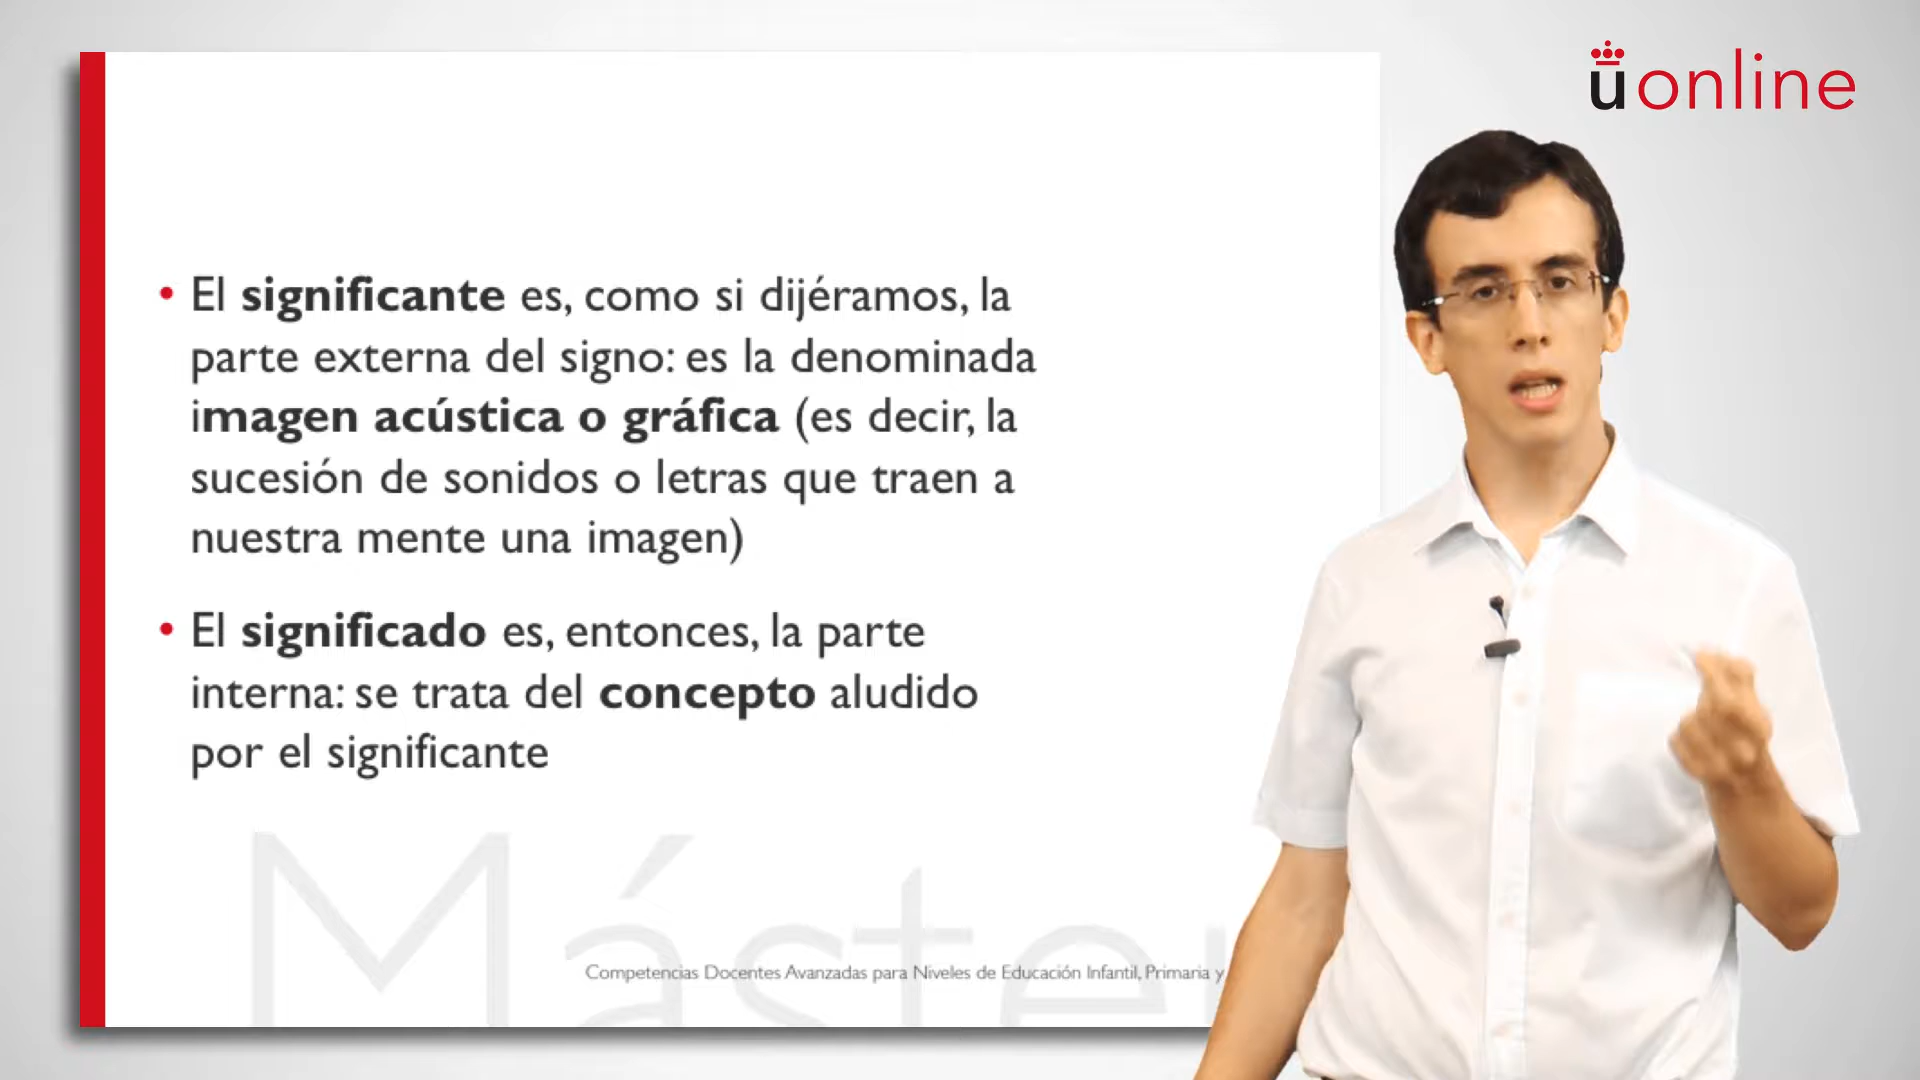 uonline
• El significante es, como si dijéramos, la
parte externa del signo: es la denominada
imagen acústica o gráfica (es decir, la
sucesión de sonidos o letras que traen a
nuestra mente una imagen)
• El significado es, entonces, la parte
interna: se trata del concepto aludido
por el significante
Máster
Competencias Docentes Avanzadas para Niveles de Educación Infantil, Primaria y